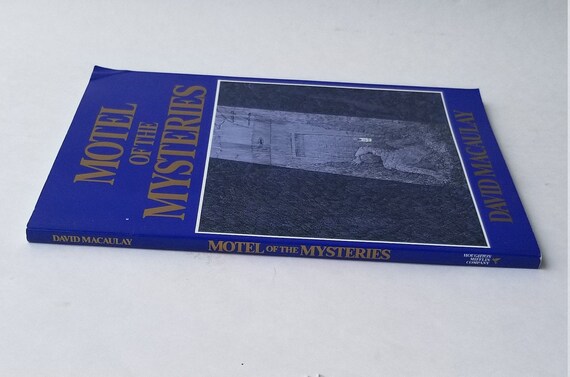 MOTEL
OF THE
MYSTERIES
DAVID MACAULAY
DAVID MACAULAY
MOTEL OF THE MYSTERIES
HOUGHTON
MIFFLIN
COMPANY